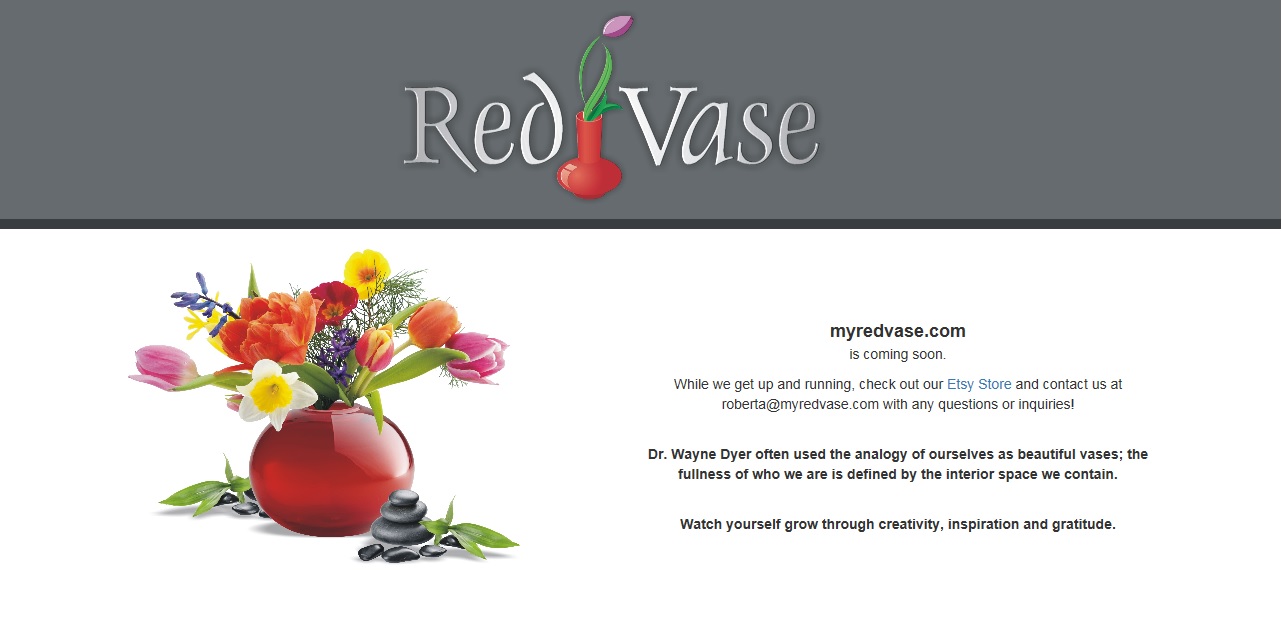 Red Vase
myredvase.com
is coming soon.
While we get up and running, check out our Etsy Store and contact us at
roberta@myredvase.com with any questions or inquiries!
Dr. Wayne Dyer often used the analogy of ourselves as beautiful vases; the
fullness of who we are is defined by the interior space we contain.
Watch yourself grow through creativity, inspiration and gratitude.